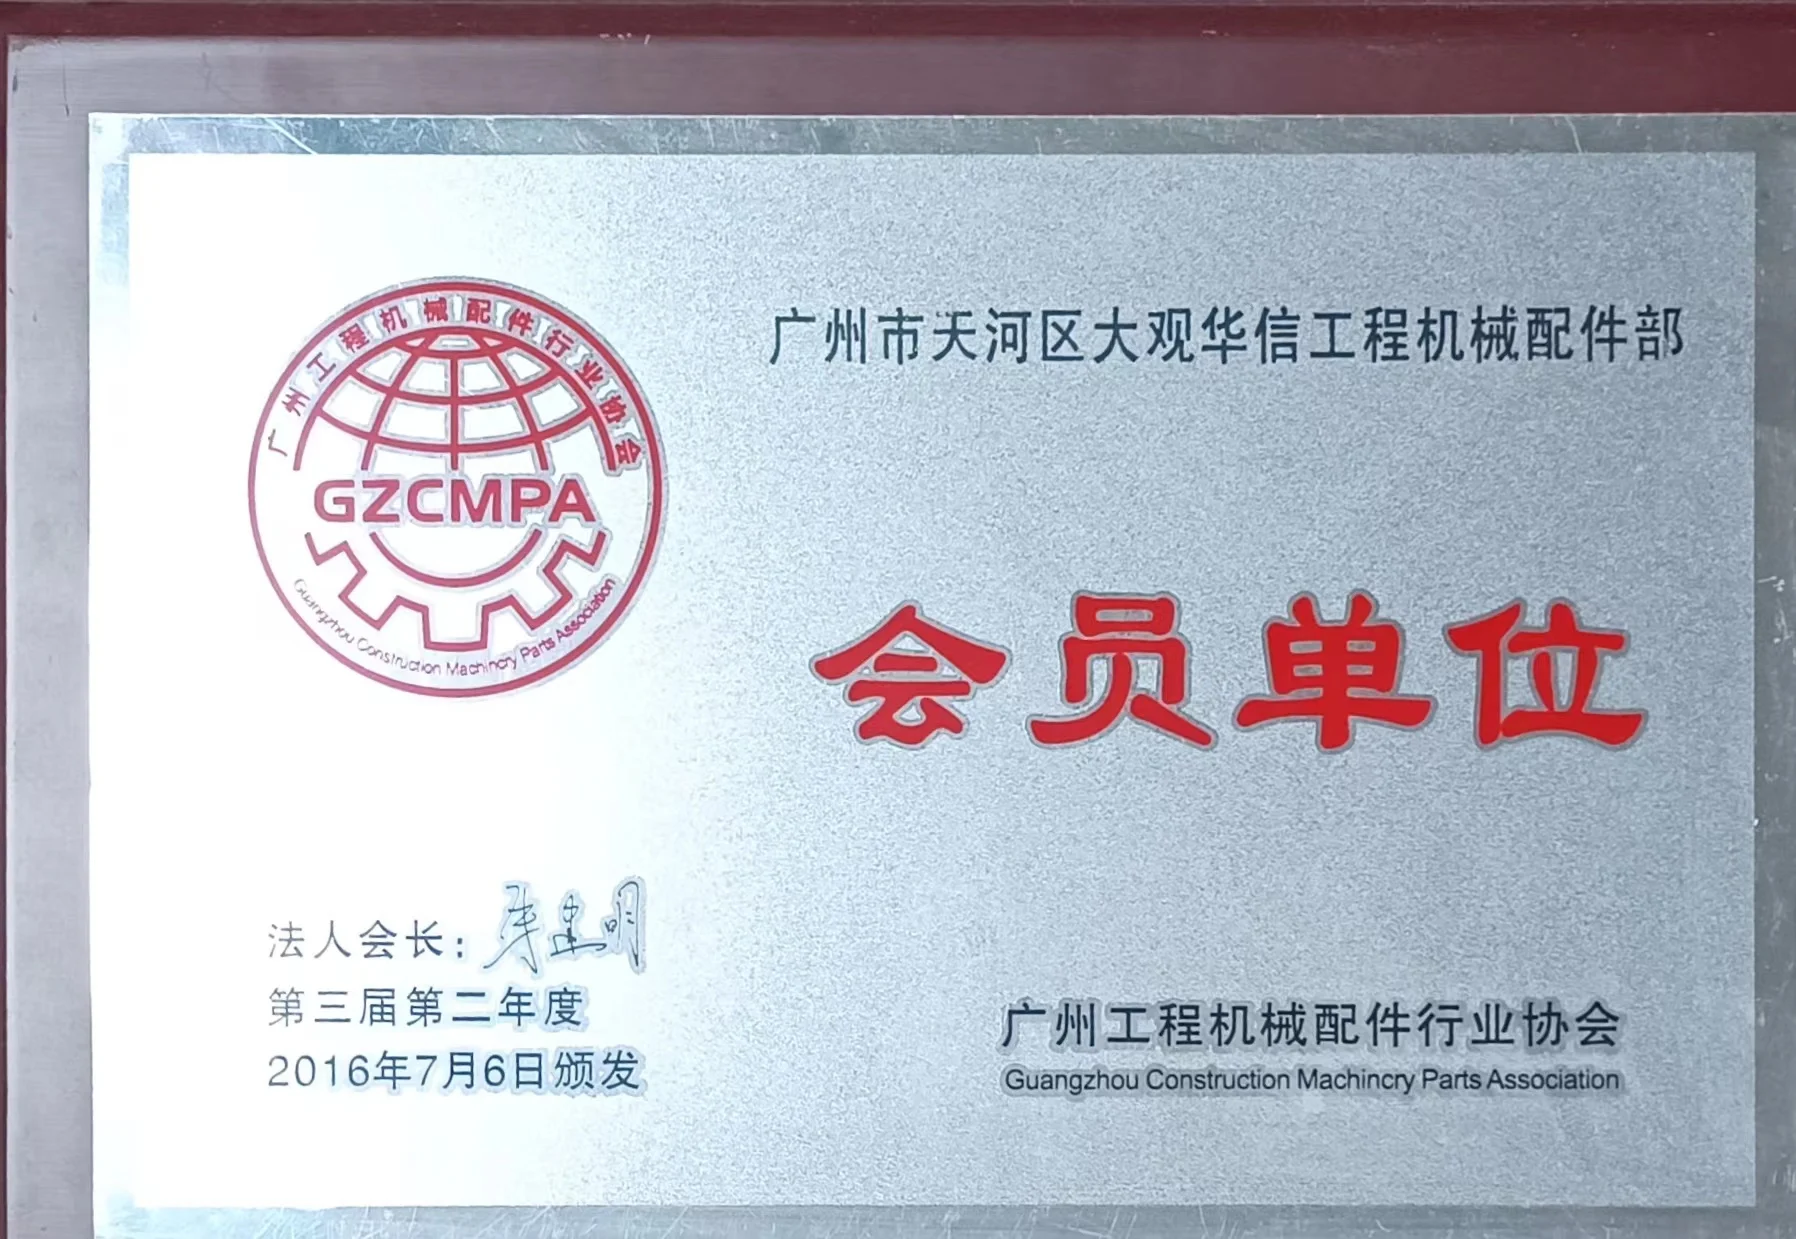 广州工程机械配件行业协会
GZCMPA
Guangzhou Construction Machincry Parts Association
广州市天河区大观华信工程机械配件部
会员单位
法人会长：
第三届第二年度
2016年7月6日颁发
广州工程机械配件行业协会
Guangzhou Construction Machincry Parts Association